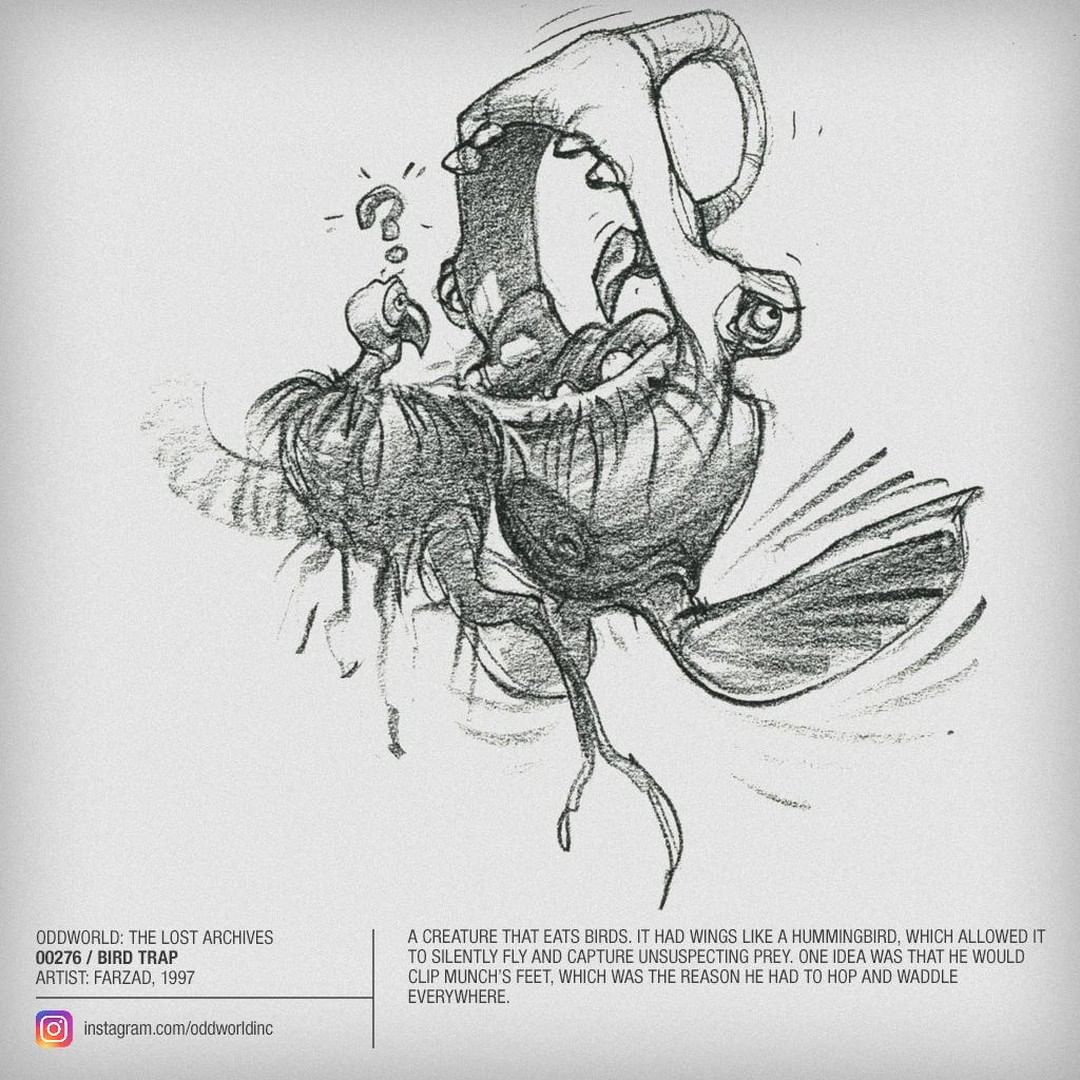 ?
ODDWORLD: THE LOST ARCHIVES
00276 / BIRD TRAP
ARTIST: FARZAD, 1997
instagram.com/oddworldinc
A CREATURE THAT EATS BIRDS. IT HAD WINGS LIKE A HUMMINGBIRD, WHICH ALLOWED IT
TO SILENTLY FLY AND CAPTURE UNSUSPECTING PREY. ONE IDEA WAS THAT HE WOULD
CLIP MUNCH'S FEET, WHICH WAS THE REASON HE HAD TO HOP AND WADDLE
EVERYWHERE.